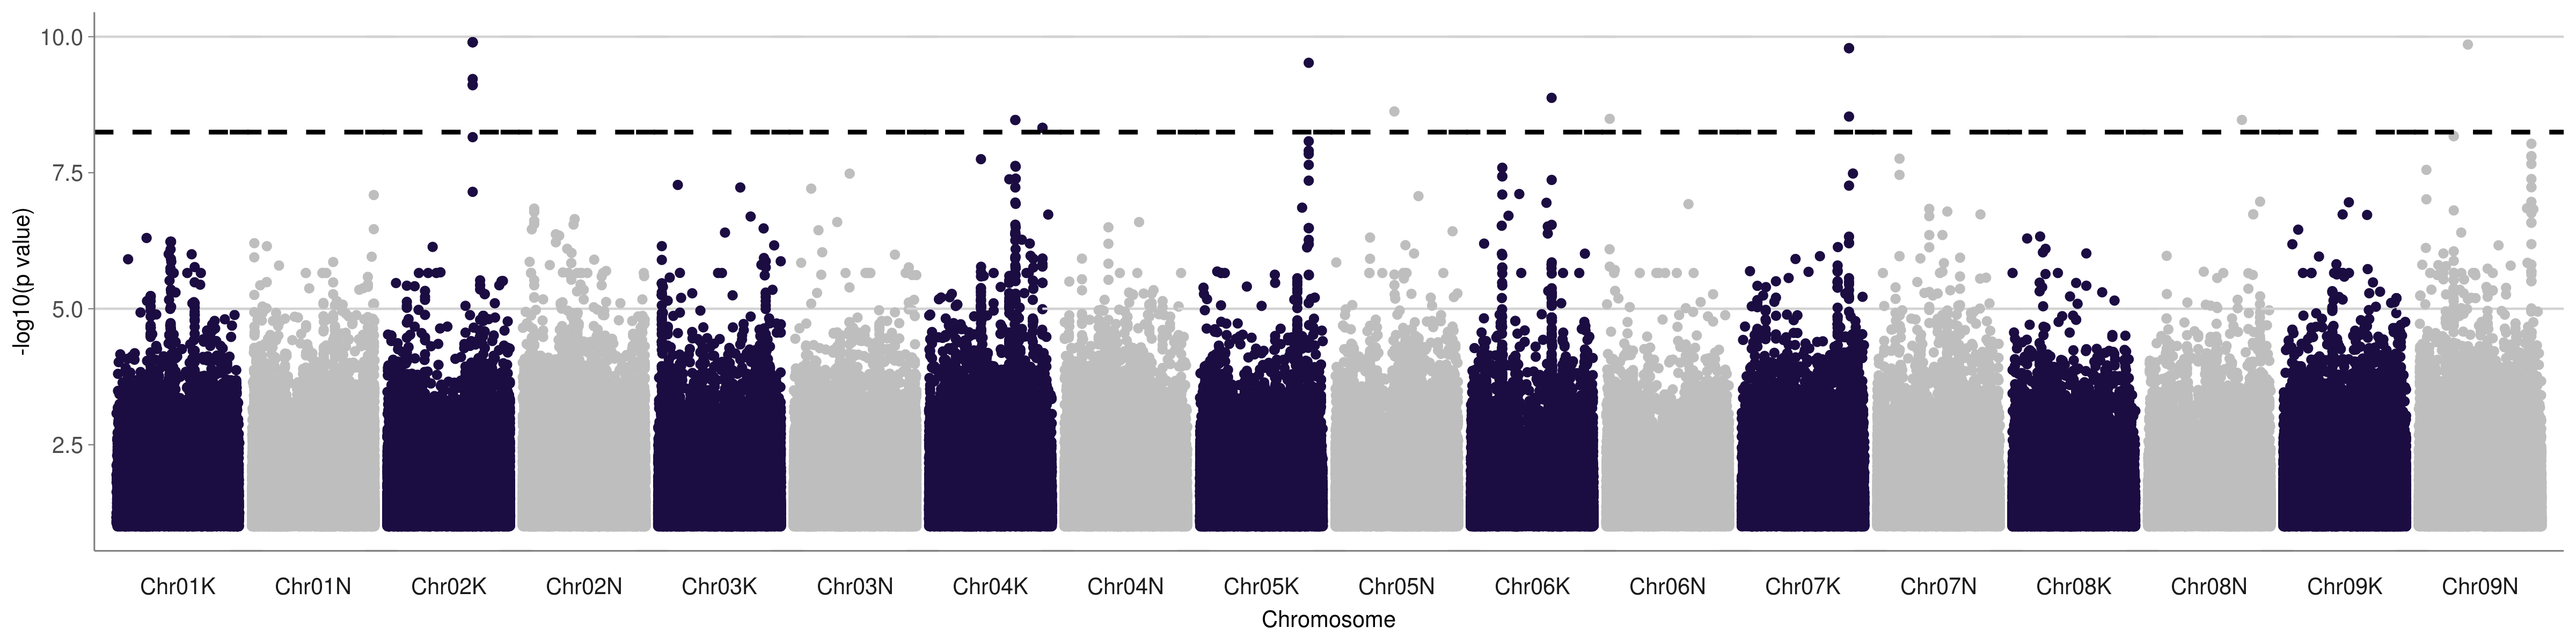 -log10(p value)
10.0
7.5
5.0
2.5
Chr01K Chr01N Chr02K Chr02N Chr03K Chr03N Chr04K Chr04N Chr05K Chr05N Chr06K Chr06N Chr07K Chr07N Chr08K Chr08N Chr09K Chr09N
Chromosome